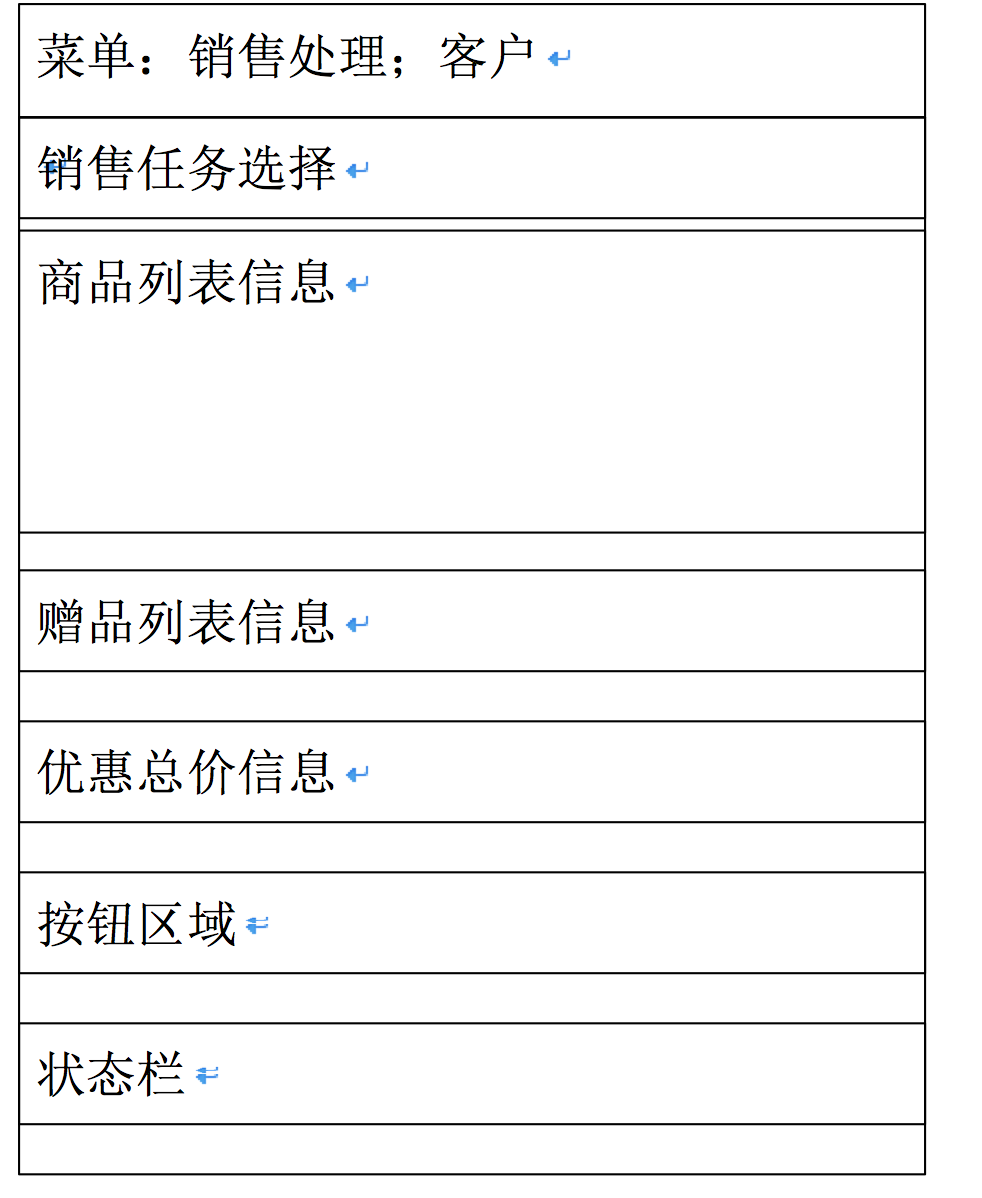 菜单：销售处理；客户
销售任务选择
商品列表信息
赠品列表信息
优惠总价信息
按钮区域
状态栏